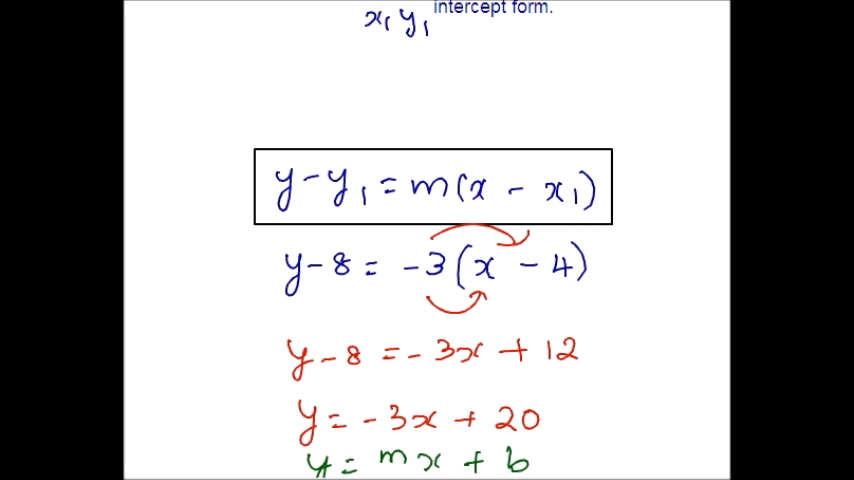 intercept form.
x₁ y₁
y - y₁ = m(x - x₁)
y - 8 = -3(x - 4)
y - 8 = - 3x + 12
y = - 3x + 20
y = mx + b